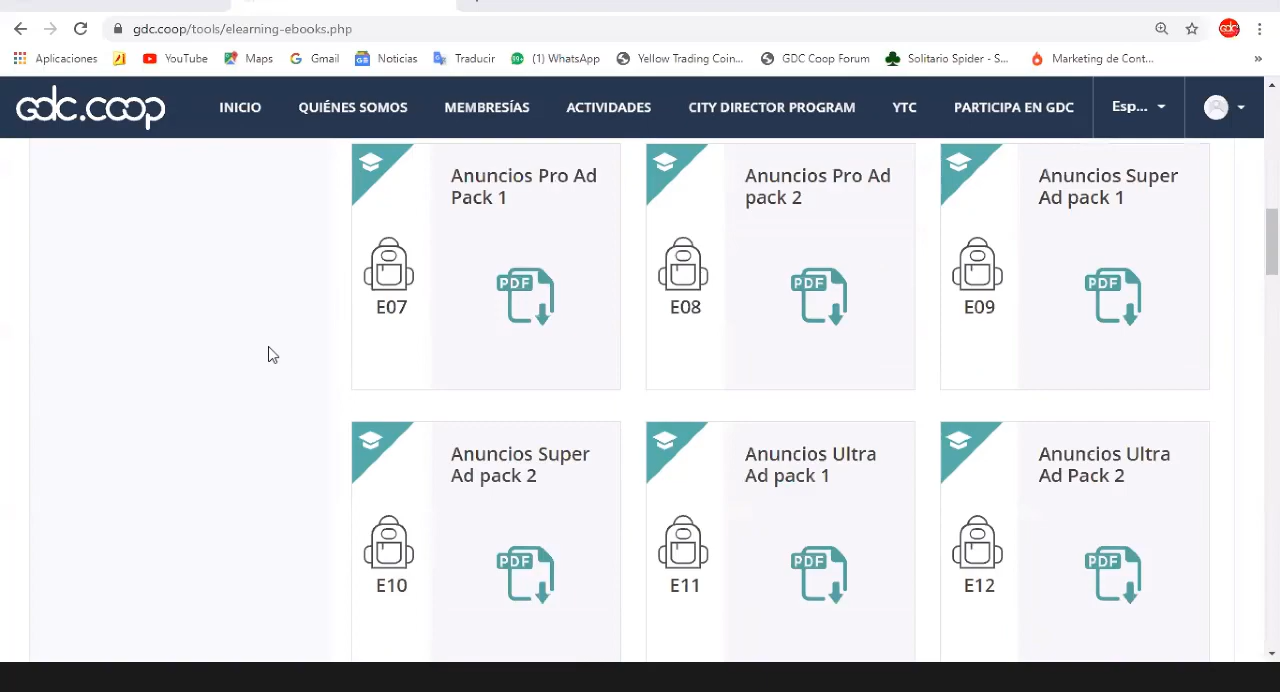 gdc.coop/tools/elearning-ebooks.php
gdc
Aplicaciones YouTube Maps Gmail Noticias Traducir (1) WhatsApp Yellow Trading Coin... GDC Coop Forum Solitario Spider - S... Marketing de Cont... »
gdc.coop INICIO QUIÉNES SOMOS MEMBRESÍAS ACTIVIDADES CITY DIRECTOR PROGRAM YTC PARTICIPA EN GDC Esp...
Anuncios Pro Ad
Pack 1
PDF
E07
Anuncios Pro Ad
pack 2
PDF
E08
Anuncios Super
Ad pack 1
PDF
E09
Anuncios Super
Ad pack 2
PDF
E10
Anuncios Ultra
Ad pack 1
PDF
E11
Anuncios Ultra
Ad Pack 2
PDF
E12